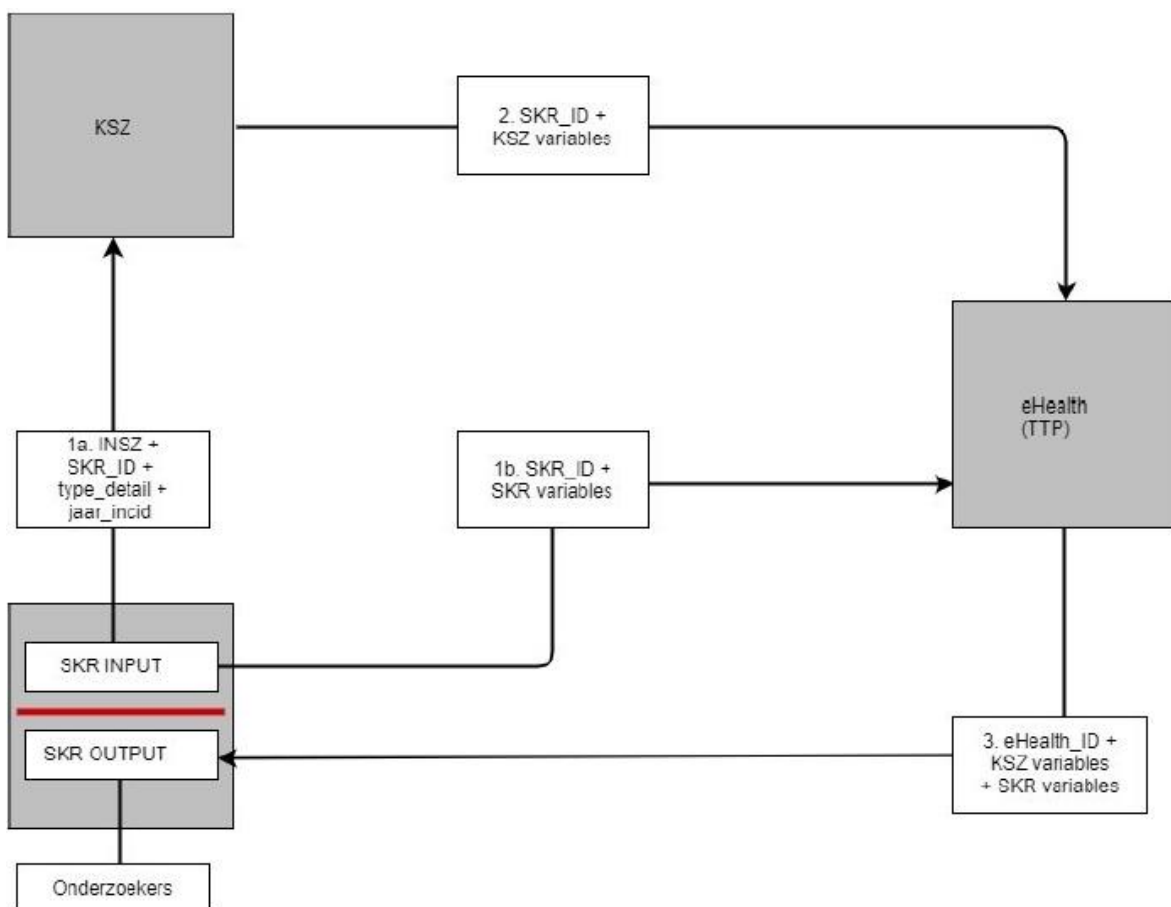 KSZ
2. SKR_ID +
KSZ variables
eHealth
(TTP)
1a. INSZ +
SKR_ID +
type_detail +
jaar_incid
1b. SKR_ID +
SKR variables
SKR INPUT
SKR OUTPUT
3. eHealth_ID +
KSZ variables
+ SKR variables
Onderzoekers